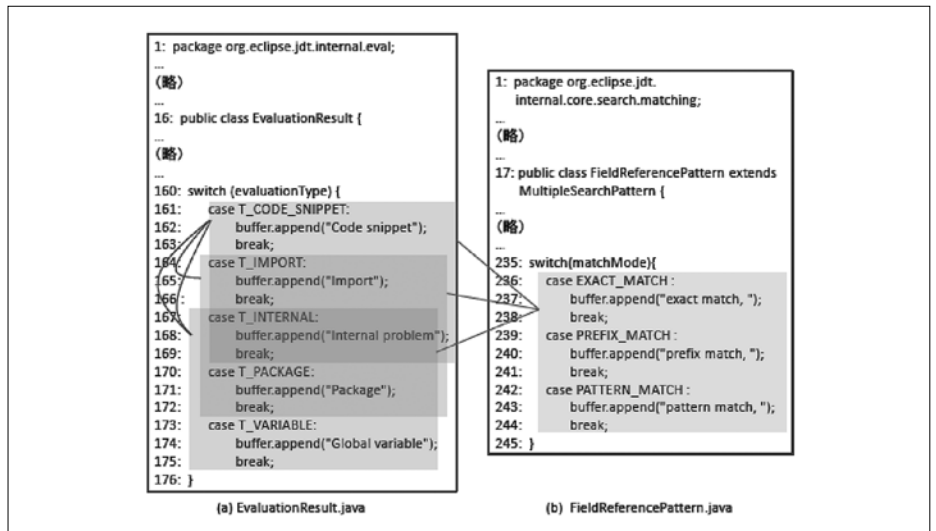 1: package org.eclipse.jdt.internal.eval;
...
(略)
...
16: public class EvaluationResult {
...
(略)
...
160: switch (evaluationType) {
161: case T_CODE_SNIPPET:
162: buffer.append("Code snippet");
163: break;
164: case T_IMPORT:
165: buffer.append("Import");
166: break;
167: case T_INTERNAL:
168: buffer.append("Internal problem");
169: break;
170: case T_PACKAGE:
171: buffer.append("Package");
172: break;
173: case T_VARIABLE:
174: buffer.append("Global variable");
175: break;
176: }
(a) EvaluationResult.java
1: package org.eclipse.jdt.
internal.core.search.matching;
...
(略)
...
17: public class FieldReferencePattern extends
MultipleSearchPattern {
...
(略)
...
235: switch(matchMode){
236: case EXACT_MATCH :
237: buffer.append("exact match, ");
238: break;
239: case PREFIX_MATCH :
240: buffer.append("prefix match, ");
241: break;
242: case PATTERN_MATCH :
243: buffer.append("pattern match, ");
244: break;
245: }
(b) FieldReferencePattern.java